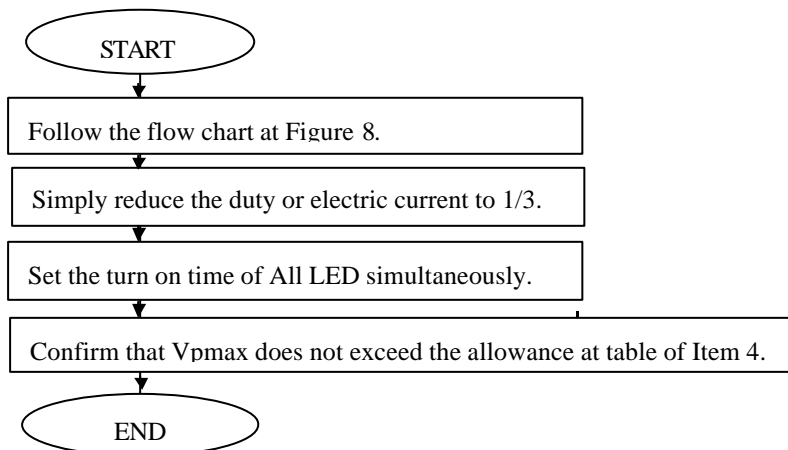 START
Follow the flow chart at Figure 8.
Simply reduce the duty or electric current to 1/3.
Set the turn on time of All LED simultaneously.
Confirm that Vpmax does not exceed the allowance at table of Item 4.
END